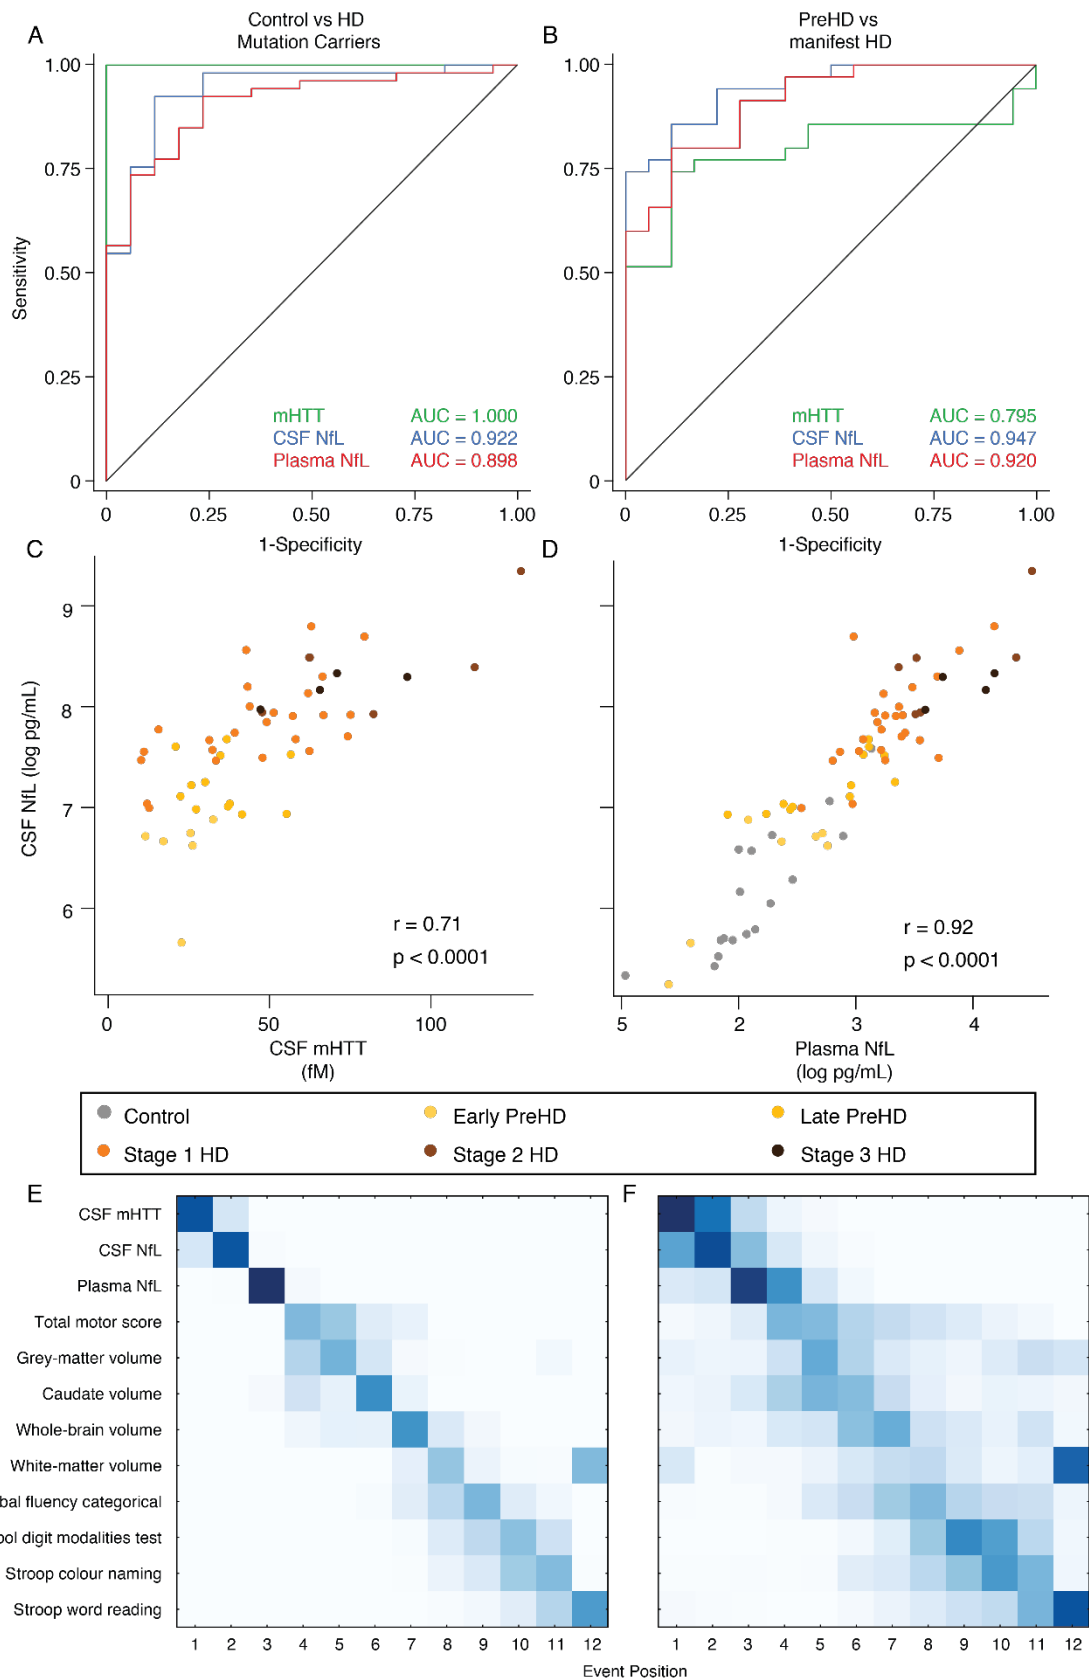 A
Control vs HD
Mutation Carriers
B
PreHD vs
manifest HD
1.00
0.75
0.50
0.25
0
Sensitivity
mHTT AUC = 1.000
CSF NfL AUC = 0.922
Plasma NfL AUC = 0.898
0 0.25 0.50 0.75 1.00
1-Specificity
1.00
0.75
0.50
0.25
0
mHTT AUC = 0.795
CSF NfL AUC = 0.947
Plasma NfL AUC = 0.920
0 0.25 0.50 0.75 1.00
1-Specificity
C
9
8
7
6
CSF NfL (log pg/mL)
r = 0.71
p < 0.0001
0 50 100
CSF mHTT
(fM)
D
r = 0.92
p < 0.0001
5 2 3 4
Plasma NfL
(log pg/mL)
Control Early PreHD Late PreHD
Stage 1 HD Stage 2 HD Stage 3 HD
E
F
CSF mHTT
CSF NfL
Plasma NfL
Total motor score
Grey-matter volume
Caudate volume
Whole-brain volume
White-matter volume
bal fluency categorical
ool digit modalities test
Stroop colour naming
Stroop word reading
1 2 3 4 5 6 7 8 9 10 11 12
1 2 3 4 5 6 7 8 9 10 11 12
Event Position